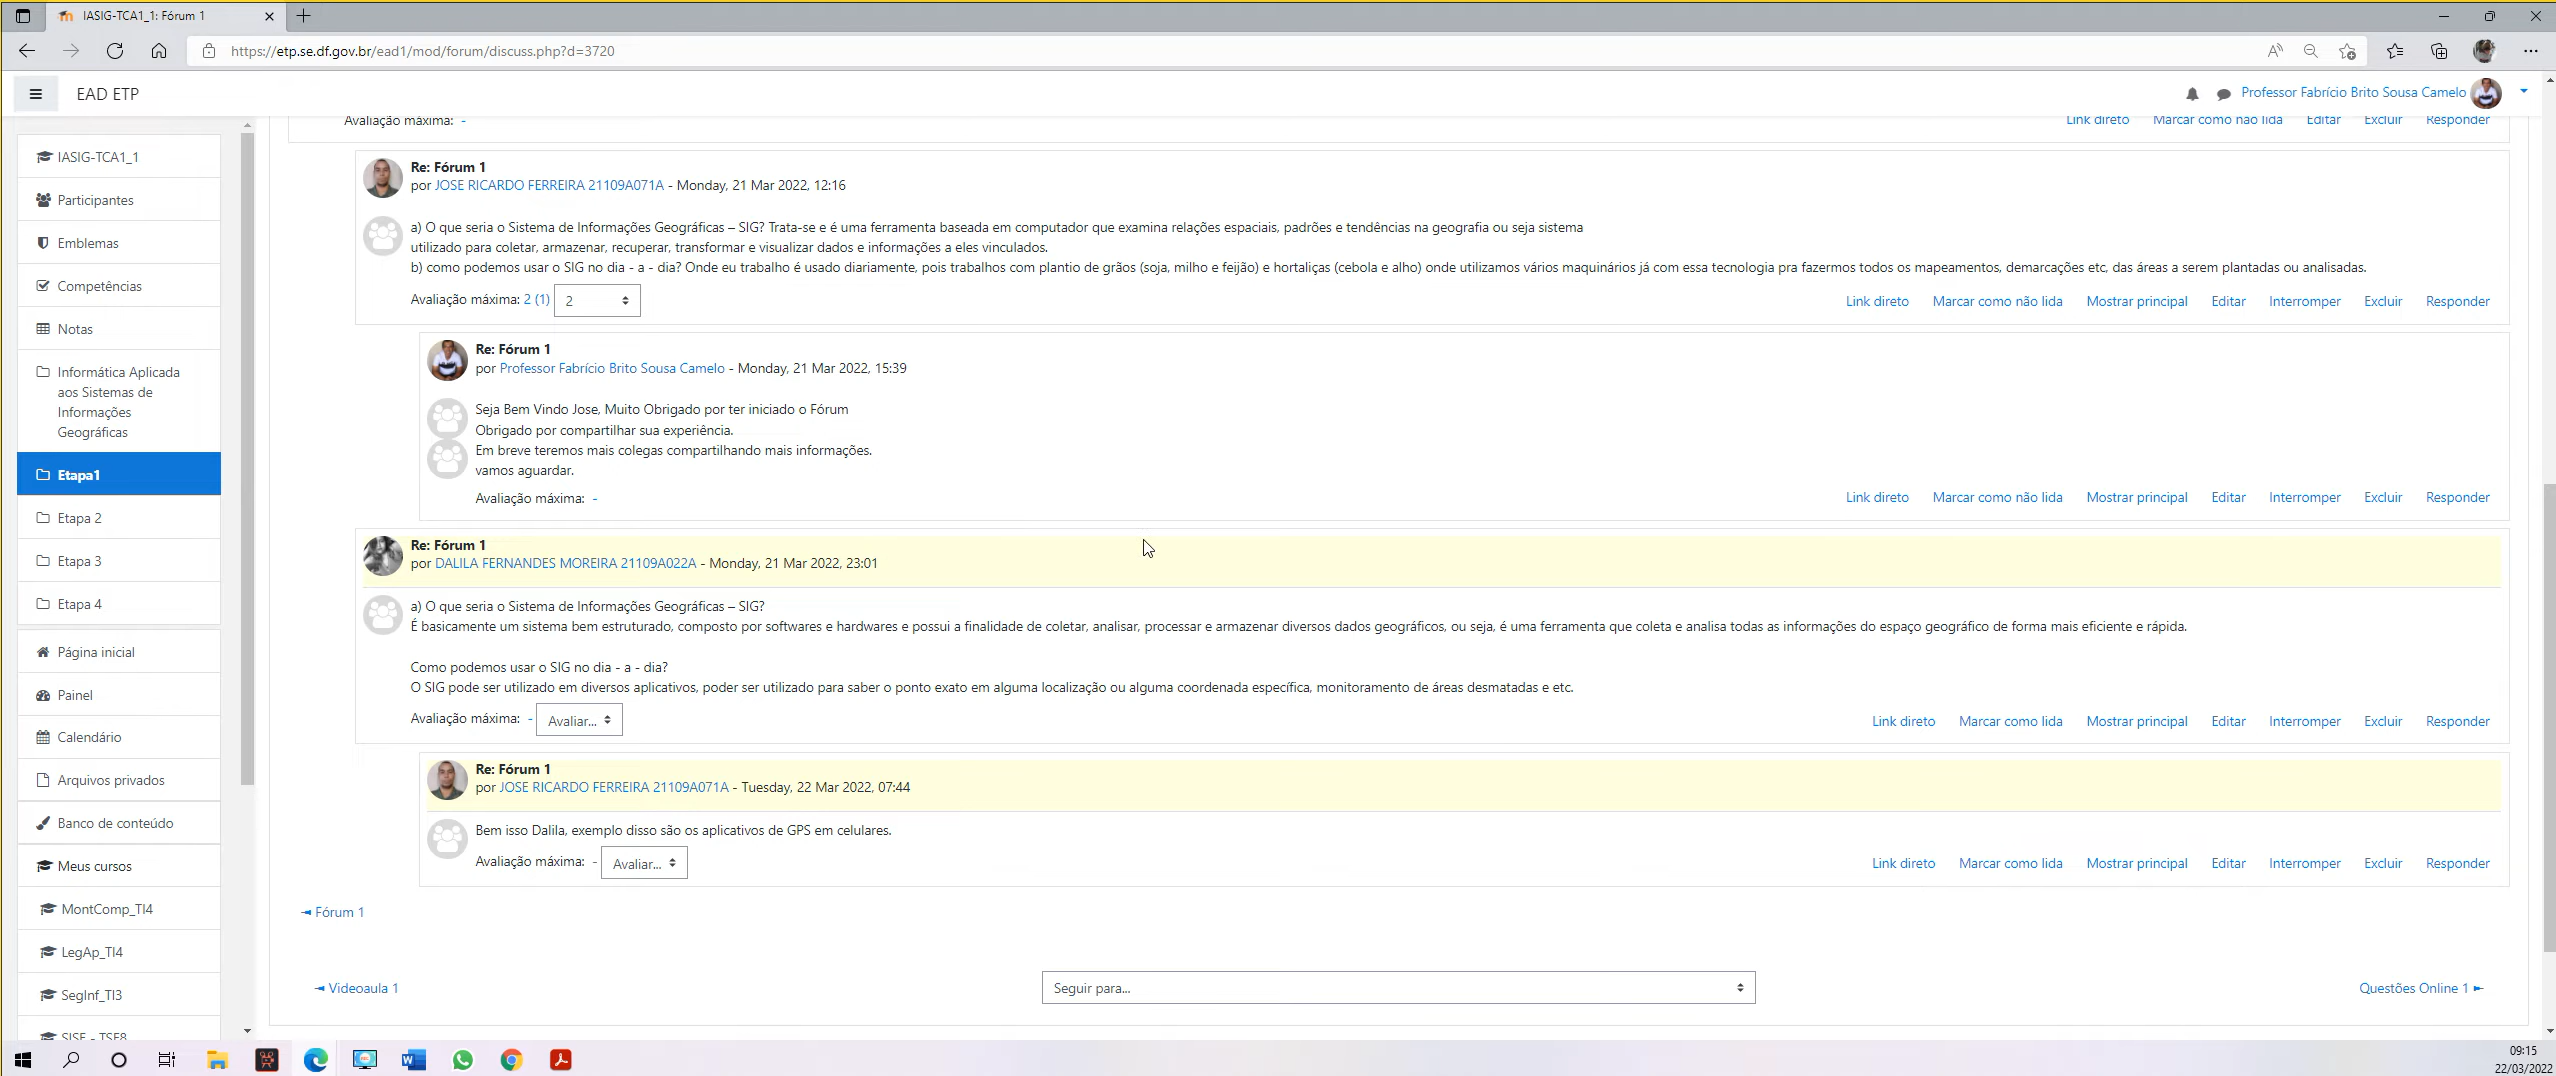 IASIG-TCA1_1: Fórum 1
https://etp.se.df.gov.br/ead1/mod/forum/discuss.php?d=3720
EAD ETP
Professor Fabrício Brito Sousa Camelo
IASIG-TCA1_1
Participantes
Emblemas
Competências
Notas
Informática Aplicada
aos Sistemas de
Informações
Geográficas
Etapa1
Etapa 2
Etapa 3
Etapa 4
Página inicial
Painel
Calendário
Arquivos privados
Banco de conteúdo
Meus cursos
MontComp_TI4
LegAp_TI4
SegInf_TI3
SISE - TSE8
Avaliação máxima: -
Link direto Marcar como não lida Editar Excluir Responder
Re: Fórum 1
por JOSE RICARDO FERREIRA 21109A071A - Monday, 21 Mar 2022, 12:16
a) O que seria o Sistema de Informações Geográficas – SIG? Trata-se e é uma ferramenta baseada em computador que examina relações espaciais, padrões e tendências na geografia ou seja sistema
utilizado para coletar, armazenar, recuperar, transformar e visualizar dados e informações a eles vinculados.
b) como podemos usar o SIG no dia - a - dia? Onde eu trabalho é usado diariamente, pois trabalhos com plantio de grãos (soja, milho e feijão) e hortaliças (cebola e alho) onde utilizamos vários maquinários já com essa tecnologia pra fazermos todos os mapeamentos, demarcações etc, das áreas a serem plantadas ou analisadas.
Avaliação máxima: 2 (1) 2
Link direto Marcar como não lida Mostrar principal Editar Interromper Excluir Responder
Re: Fórum 1
por Professor Fabrício Brito Sousa Camelo - Monday, 21 Mar 2022, 15:39
Seja Bem Vindo Jose, Muito Obrigado por ter iniciado o Fórum
Obrigado por compartilhar sua experiência.
Em breve teremos mais colegas compartilhando mais informações.
vamos aguardar.
Avaliação máxima: -
Link direto Marcar como não lida Mostrar principal Editar Interromper Excluir Responder
Re: Fórum 1
por DALILA FERNANDES MOREIRA 21109A022A - Monday, 21 Mar 2022, 23:01
a) O que seria o Sistema de Informações Geográficas – SIG?
É basicamente um sistema bem estruturado, composto por softwares e hardwares e possui a finalidade de coletar, analisar, processar e armazenar diversos dados geográficos, ou seja, é uma ferramenta que coleta e analisa todas as informações do espaço geográfico de forma mais eficiente e rápida.
Como podemos usar o SIG no dia - a - dia?
O SIG pode ser utilizado em diversos aplicativos, poder ser utilizado para saber o ponto exato em alguma localização ou alguma coordenada específica, monitoramento de áreas desmatadas e etc.
Avaliação máxima: - Avaliar...
Link direto Marcar como lida Mostrar principal Editar Interromper Excluir Responder
Re: Fórum 1
por JOSE RICARDO FERREIRA 21109A071A - Tuesday, 22 Mar 2022, 07:44
Bem isso Dalila, exemplo disso são os aplicativos de GPS em celulares.
Avaliação máxima: - Avaliar...
Link direto Marcar como lida Mostrar principal Editar Interromper Excluir Responder
◄ Fórum 1
◄ Videoaula 1
Seguir para...
Questões Online 1 ►
09:15
22/03/2022